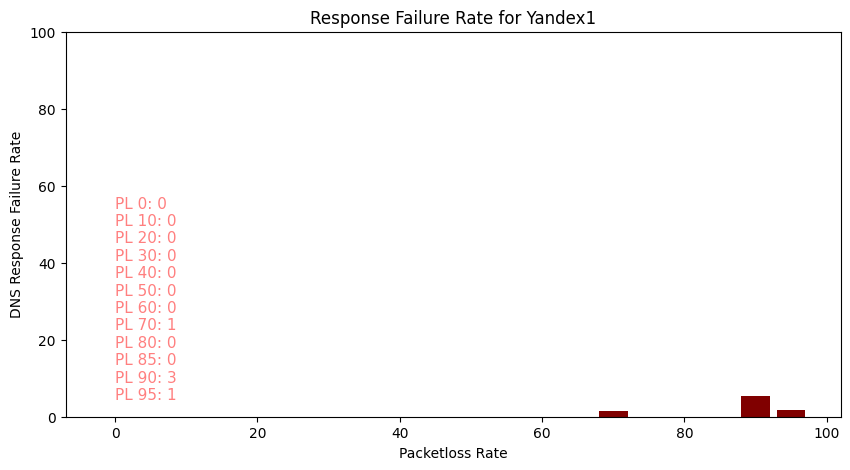 Response Failure Rate for Yandex1
100
80
60
40
20
0
DNS Response Failure Rate
PL 0: 0
PL 10: 0
PL 20: 0
PL 30: 0
PL 40: 0
PL 50: 0
PL 60: 0
PL 70: 1
PL 80: 0
PL 85: 0
PL 90: 3
PL 95: 1
0 20 40 60 80 100
Packetloss Rate